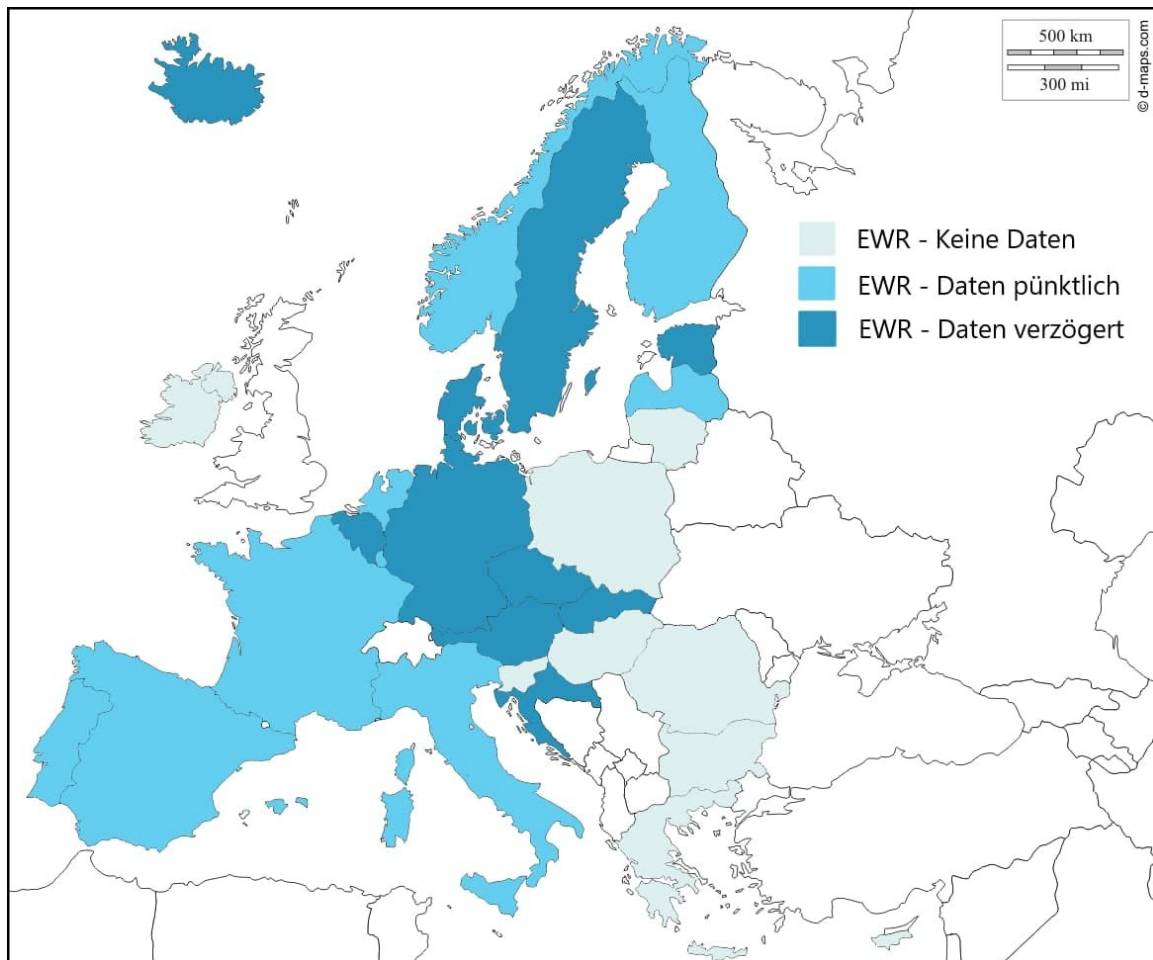 500 km
300 mi
© d-maps.com
EWR - Keine Daten
EWR - Daten pünktlich
EWR - Daten verzögert